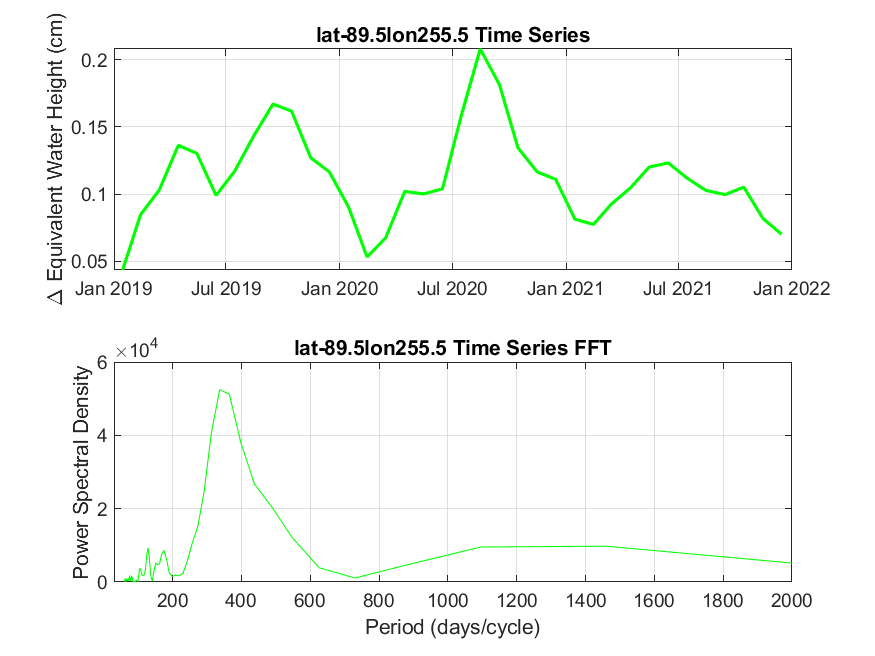 lat-89.5lon255.5 Time Series
Δ Equivalent Water Height (cm)
0.2
0.15
0.1
0.05
Jan 2019 Jul 2019 Jan 2020 Jul 2020 Jan 2021 Jul 2021 Jan 2022
lat-89.5lon255.5 Time Series FFT
×10^4
Power Spectral Density
6
4
2
0
200 400 600 800 1000 1200 1400 1600 1800 2000
Period (days/cycle)